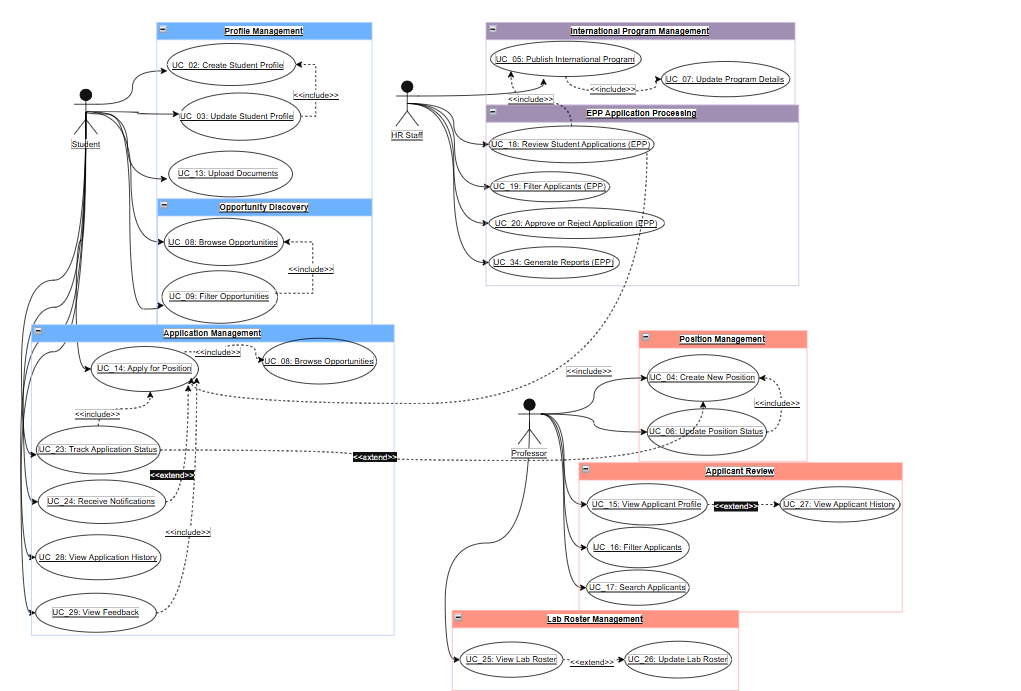 Profile Management
UC_02: Create Student Profile
<<include>>
UC_03: Update Student Profile
Student
UC_13: Upload Documents
Opportunity Discovery
UC_08: Browse Opportunities
<<include>>
UC_09: Filter Opportunities
Application Management
<<include>>
UC_14: Apply for Position
UC_08: Browse Opportunities
<<include>>
UC_23: Track Application Status
<<extend>>
<<extend>>
UC_24: Receive Notifications
<<include>>
UC_28: View Application History
UC_29: View Feedback
International Program Management
UC_05: Publish International Program
UC_07: Update Program Details
<<include>>
<<include>>
HR Staff
EPP Application Processing
UC_18: Review Student Applications (EPP)
UC_19: Filter Applicants (EPP)
UC_20: Approve or Reject Application (EPP)
UC_34: Generate Reports (EPP)
<<include>>
Position Management
UC_04: Create New Position
<<include>>
UC_06: Update Position Status
Professor
Applicant Review
UC_15: View Applicant Profile
<<extend>>
UC_27: View Applicant History
UC_16: Filter Applicants
UC_17: Search Applicants
Lab Roster Management
UC_25: View Lab Roster
<<extend>>
UC_26: Update Lab Roster